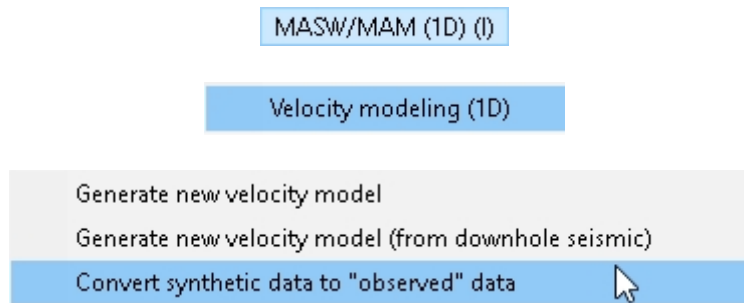 MASW/MAM (1D) (I)
Velocity modeling (1D)
Generate new velocity model
Generate new velocity model (from downhole seismic)
Convert synthetic data to "observed" data